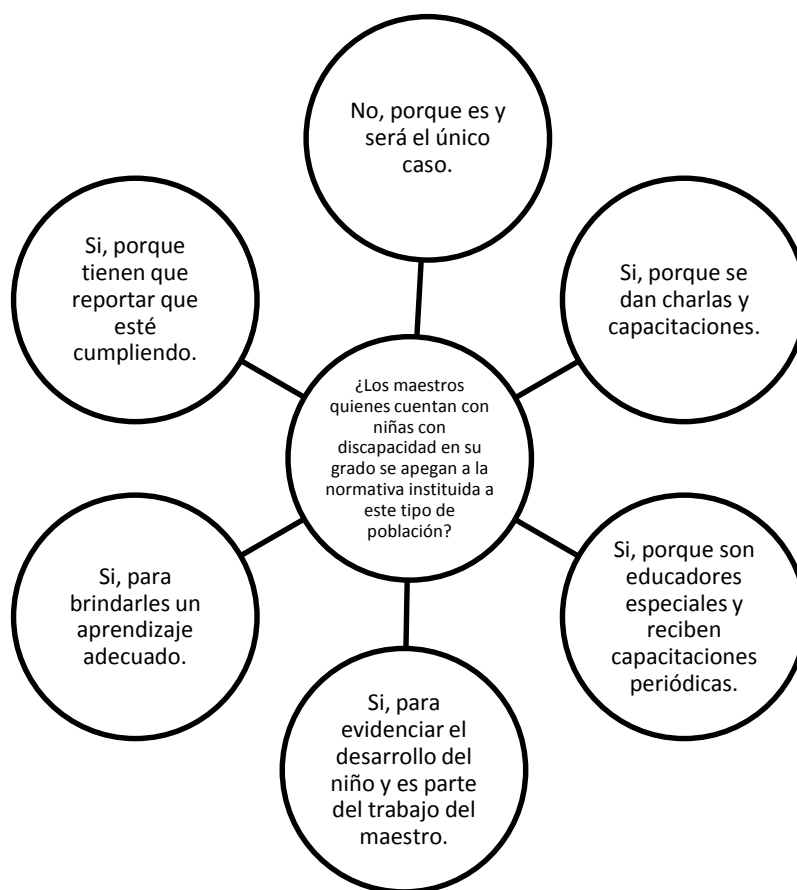 No, porque es y
será el único
caso.
Si, porque
tienen que
reportar que
esté
cumpliendo.
Si, porque se
dan charlas y
capacitaciones.
¿Los maestros
quienes cuentan con
niñas con
discapacidad en su
grado se apegan a la
normativa instituida a
este tipo de
población?
Si, para
brindarles un
aprendizaje
adecuado.
Si, porque son
educadores
especiales y
reciben
capacitaciones
periódicas.
Si, para
evidenciar el
desarrollo del
niño y es parte
del trabajo del
maestro.